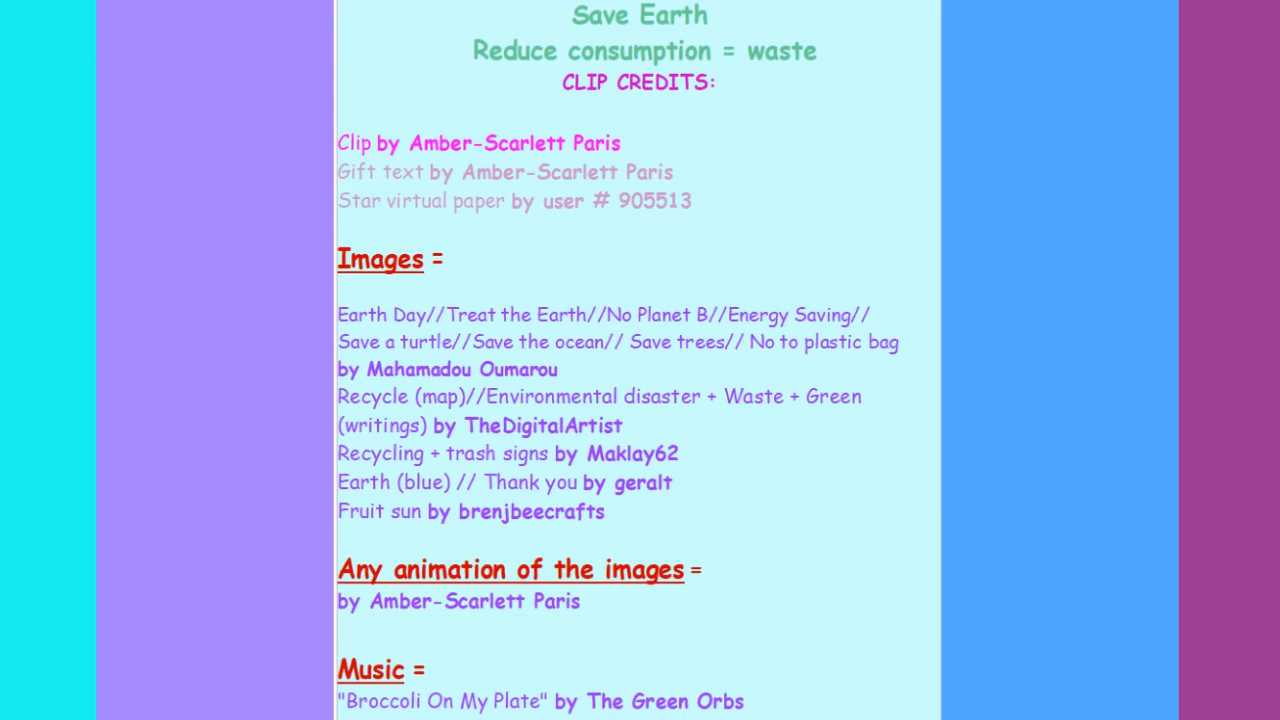 Save Earth
Reduce consumption = waste
CLIP CREDITS:
Clip by Amber-Scarlett Paris
Gift text by Amber-Scarlett Paris
Star virtual paper by user # 905513
Images =
Earth Day//Treat the Earth//No Planet B//Energy Saving//
Save a turtle//Save the ocean// Save trees// No to plastic bag
by Mahamadou Oumarou
Recycle (map)//Environmental disaster + Waste + Green
(writings) by TheDigitalArtist
Recycling + trash signs by Maklay62
Earth (blue) // Thank you by geralt
Fruit sun by brenjbeecrafts
Any animation of the images =
by Amber-Scarlett Paris
Music =
"Broccoli On My Plate" by The Green Orbs